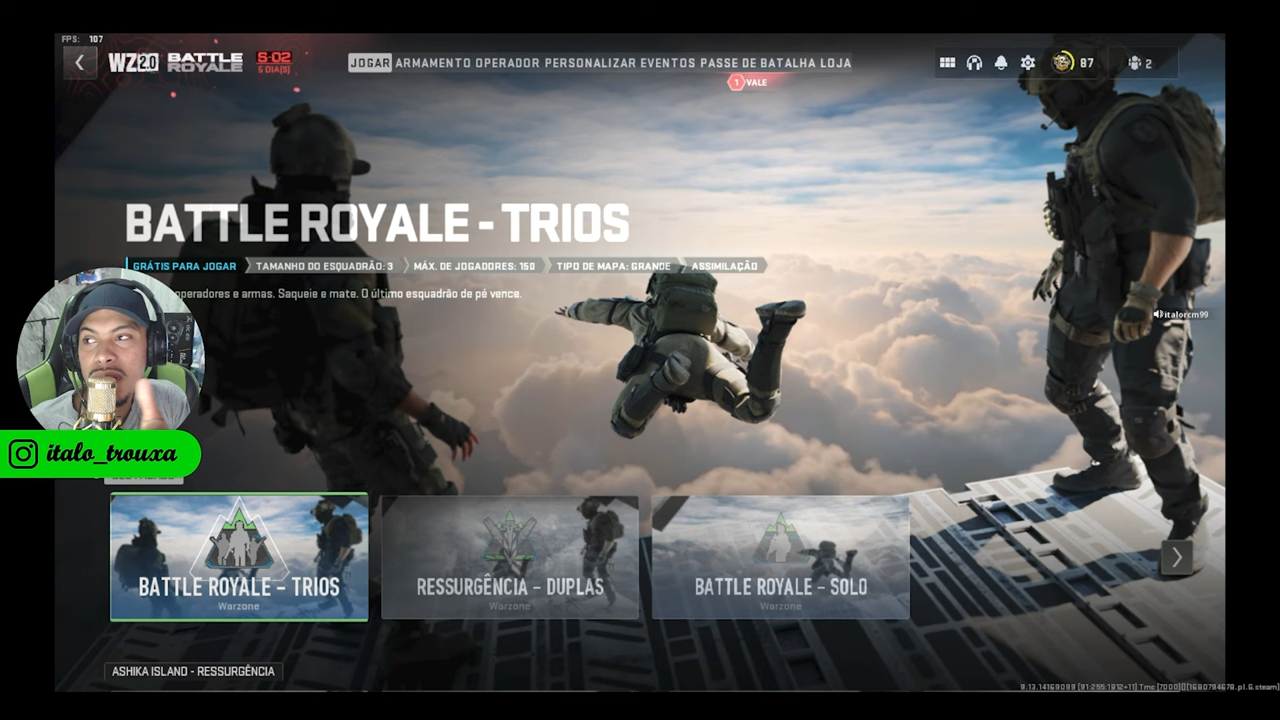 FPS: 107
WZ2.0 BATTLE ROYALE S-02 5 DIA(S)
JOGAR ARMAMENTO OPERADOR PERSONALIZAR EVENTOS PASSE DE BATALHA LOJA
87
2
1 VALE
BATTLE ROYALE - TRIOS
GRÁTIS PARA JOGAR TAMANHO DO ESQUADRÃO: 3 MÁX. DE JOGADORES: 150 TIPO DE MAPA: GRANDE ASSIMILAÇÃO
operadores e armas. Saqueie e mate. O último esquadrão de pé vence.
italorcm99
italo_trouxa
BATTLE ROYALE - TRIOS
Warzone
RESSURGÊNCIA - DUPLAS
Warzone
BATTLE ROYALE - SOLO
Warzone
ASHIKA ISLAND - RESSURGÊNCIA